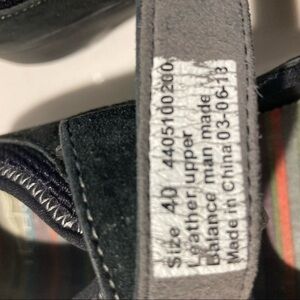 Size 40 4405100200
Leather upper
Balance man made
Made in China 03-06-13